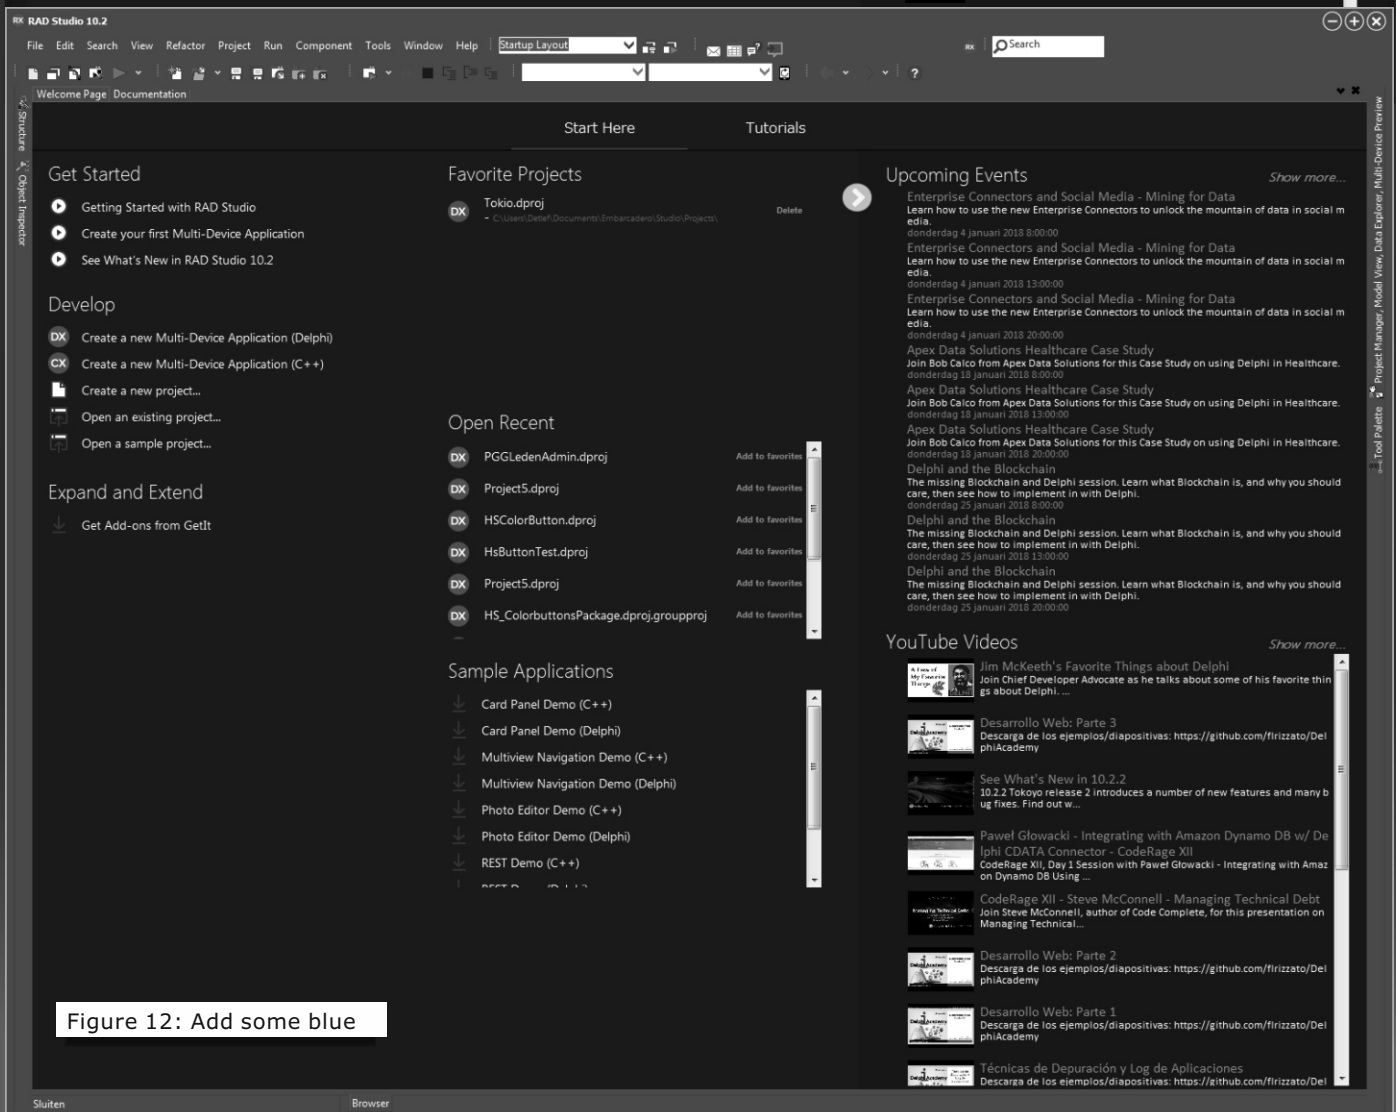 RX RAD Studio 10.2
File Edit Search View Refactor Project Run Component Tools Window Help Startup Layout
RX Search
Welcome Page Documentation
Structure
Object Inspector
Start Here Tutorials
Get Started
Getting Started with RAD Studio
Create your first Multi-Device Application
See What's New in RAD Studio 10.2
Develop
DX Create a new Multi-Device Application (Delphi)
CX Create a new Multi-Device Application (C++)
Create a new project...
Open an existing project...
Open a sample project...
Expand and Extend
Get Add-ons from GetIt
Favorite Projects
DX Tokio.dproj
- C:\Users\Detlef\Documents\Embarcadero\Studio\Projects\
Delete
Open Recent
DX PGGLedenAdmin.dproj Add to favorites
DX Project5.dproj Add to favorites
DX HSColorButton.dproj Add to favorites
DX HsButtonTest.dproj Add to favorites
DX Project5.dproj Add to favorites
DX HS_ColorbuttonsPackage.dproj.groupproj Add to favorites
Sample Applications
Card Panel Demo (C++)
Card Panel Demo (Delphi)
Multiview Navigation Demo (C++)
Multiview Navigation Demo (Delphi)
Photo Editor Demo (C++)
Photo Editor Demo (Delphi)
REST Demo (C++)
Upcoming Events Show more...
Enterprise Connectors and Social Media - Mining for Data
Learn how to use the new Enterprise Connectors to unlock the mountain of data in social m
edia.
donderdag 4 januari 2018 8:00:00
Enterprise Connectors and Social Media - Mining for Data
Learn how to use the new Enterprise Connectors to unlock the mountain of data in social m
edia.
donderdag 4 januari 2018 13:00:00
Enterprise Connectors and Social Media - Mining for Data
Learn how to use the new Enterprise Connectors to unlock the mountain of data in social m
edia.
donderdag 4 januari 2018 20:00:00
Apex Data Solutions Healthcare Case Study
Join Bob Calco from Apex Data Solutions for this Case Study on using Delphi in Healthcare.
donderdag 18 januari 2018 8:00:00
Apex Data Solutions Healthcare Case Study
Join Bob Calco from Apex Data Solutions for this Case Study on using Delphi in Healthcare.
donderdag 18 januari 2018 13:00:00
Apex Data Solutions Healthcare Case Study
Join Bob Calco from Apex Data Solutions for this Case Study on using Delphi in Healthcare.
donderdag 18 januari 2018 20:00:00
Delphi and the Blockchain
The missing Blockchain and Delphi session. Learn what Blockchain is, and why you should
care, then see how to implement in with Delphi.
donderdag 25 januari 2018 8:00:00
Delphi and the Blockchain
The missing Blockchain and Delphi session. Learn what Blockchain is, and why you should
care, then see how to implement in with Delphi.
donderdag 25 januari 2018 13:00:00
Delphi and the Blockchain
The missing Blockchain and Delphi session. Learn what Blockchain is, and why you should
care, then see how to implement in with Delphi.
donderdag 25 januari 2018 20:00:00
YouTube Videos Show more...
A Few of
My Favorite
Things
Jim McKeeth's Favorite Things about Delphi
Join Chief Developer Advocate as he talks about some of his favorite thin
gs about Delphi. ...
Desarrollo Web: Parte 3
Descarga de los ejemplos/diapositivas: https://github.com/flrizzato/Del
phiAcademy
See What's New in 10.2.2
10.2.2 Tokoyo release 2 introduces a number of new features and many b
ug fixes. Find out w...
Paweł Głowacki - Integrating with Amazon Dynamo DB w/ De
lphi CDATA Connector - CodeRage XII
CodeRage XII, Day 1 Session with Paweł Głowacki - Integrating with Amaz
on Dynamo DB Using ...
Managing Technical Debt
CodeRage XII - Steve McConnell - Managing Technical Debt
Join Steve McConnell, author of Code Complete, for this presentation on
Managing Technical...
Desarrollo Web: Parte 2
Descarga de los ejemplos/diapositivas: https://github.com/flrizzato/Del
phiAcademy
Desarrollo Web: Parte 1
Descarga de los ejemplos/diapositivas: https://github.com/flrizzato/Del
phiAcademy
Técnicas de Depuración y Log de Aplicaciones
Descarga de los ejemplos/diapositivas: https://github.com/flrizzato/Del
Project Manager, Model View, Data Explorer, Multi-Device Preview
Tool Palette
Figure 12: Add some blue
Sluiten Browser